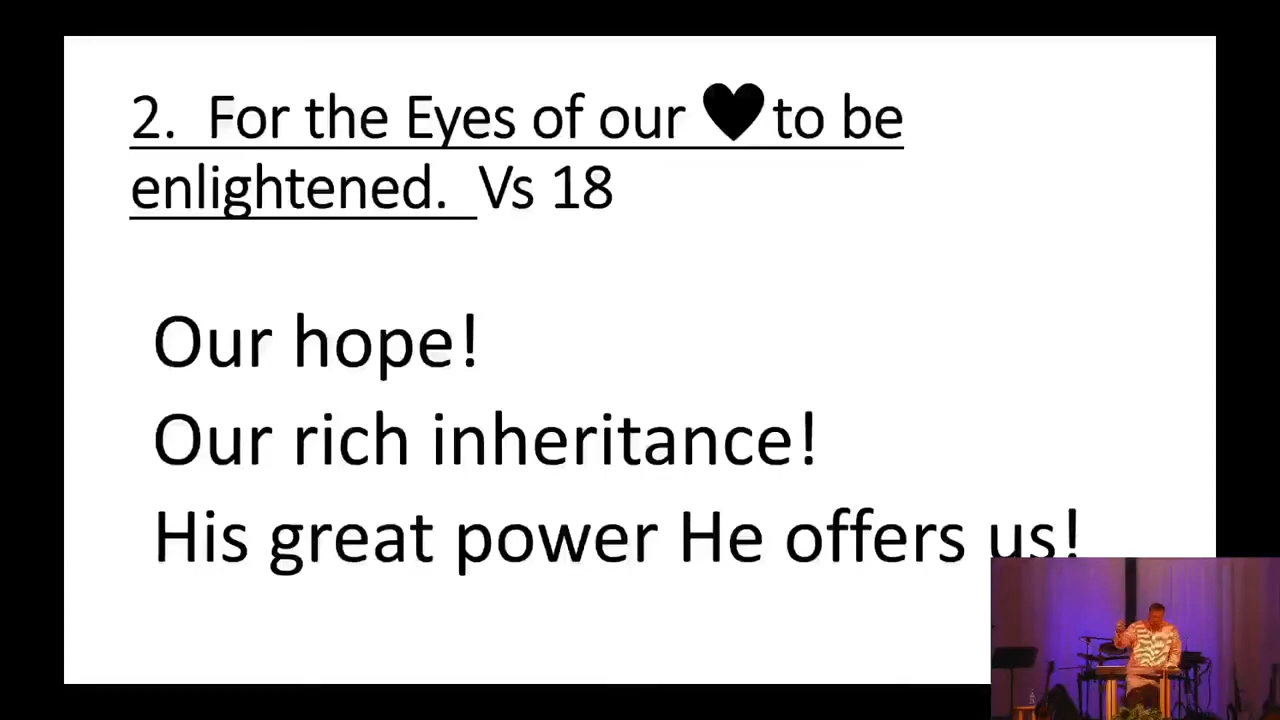 2. For the Eyes of our ♥ to be
enlightened. Vs 18
Our hope!
Our rich inheritance!
His great power He offers us!